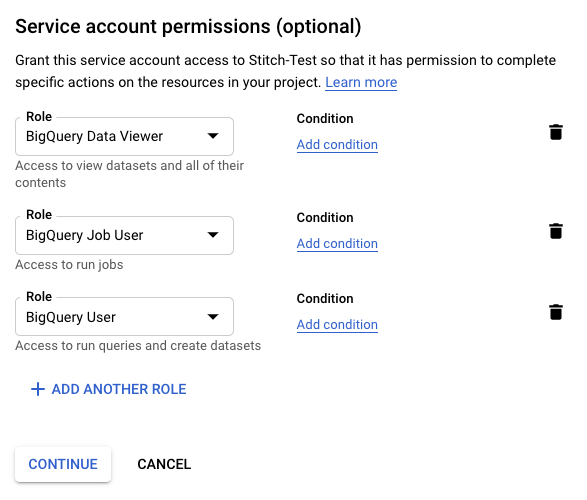 Service account permissions (optional)
Grant this service account access to Stitch-Test so that it has permission to complete
specific actions on the resources in your project. Learn more
Role
BigQuery Data Viewer
Condition
Add condition
Access to view datasets and all of their
contents
Role
BigQuery Job User
Condition
Add condition
Access to run jobs
Role
BigQuery User
Condition
Add condition
Access to run queries and create datasets
ADD ANOTHER ROLE
CONTINUE CANCEL